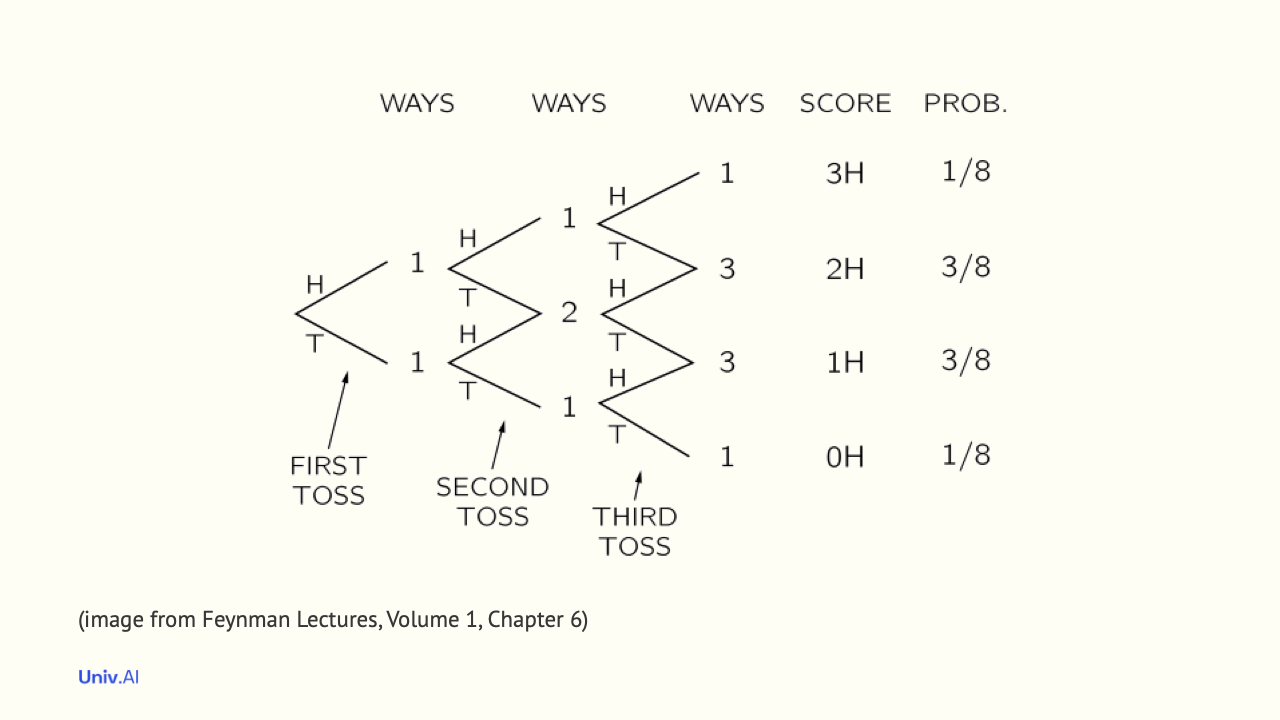 WAYS WAYS WAYS SCORE PROB.
1 3H 1/8
H
1
H
1 T
H 3 2H 3/8
T H
2
T H T
1 3 1H 3/8
H
T 1
T
1 0H 1/8
FIRST
TOSS
SECOND
TOSS
THIRD
TOSS
(image from Feynman Lectures, Volume 1, Chapter 6)
Univ.AI